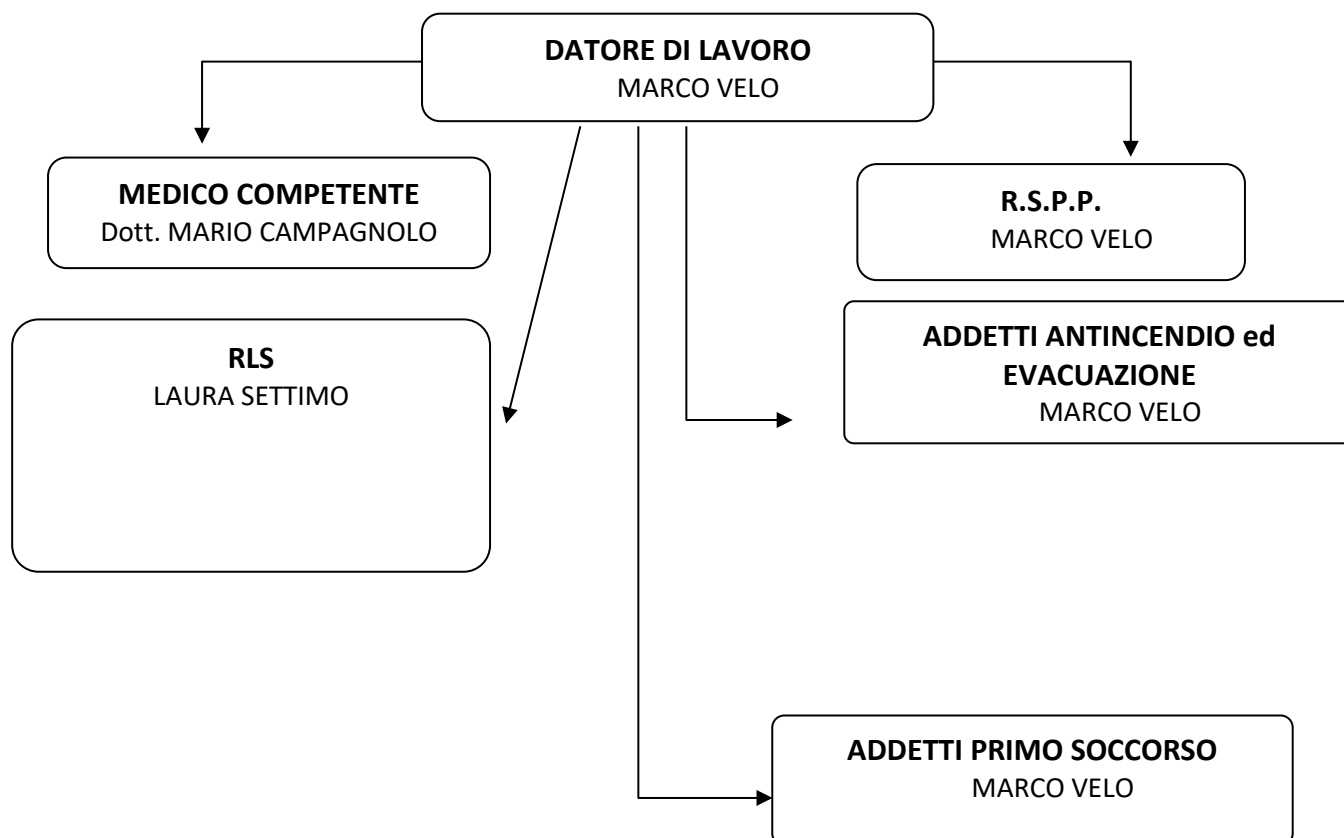 DATORE DI LAVORO
MARCO VELO
MEDICO COMPETENTE
Dott. MARIO CAMPAGNOLO
R.S.P.P.
MARCO VELO
RLS
LAURA SETTIMO
ADDETTI ANTINCENDIO ed
EVACUAZIONE
MARCO VELO
ADDETTI PRIMO SOCCORSO
MARCO VELO